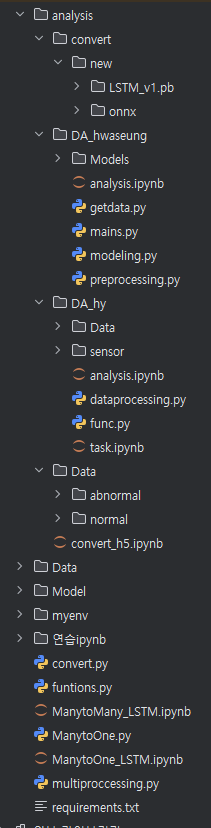 analysis
convert
new
LSTM_v1.pb
onnx
DA_hwaseung
Models
analysis.ipynb
getdata.py
mains.py
modeling.py
preprocessing.py
DA_hy
Data
sensor
analysis.ipynb
dataprocessing.py
func.py
task.ipynb
Data
abnormal
normal
convert_h5.ipynb
Data
Model
myenv
연습ipynb
convert.py
funtions.py
ManytoMany_LSTM.ipynb
ManytoOne.py
ManytoOne_LSTM.ipynb
multiproccessing.py
requirements.txt